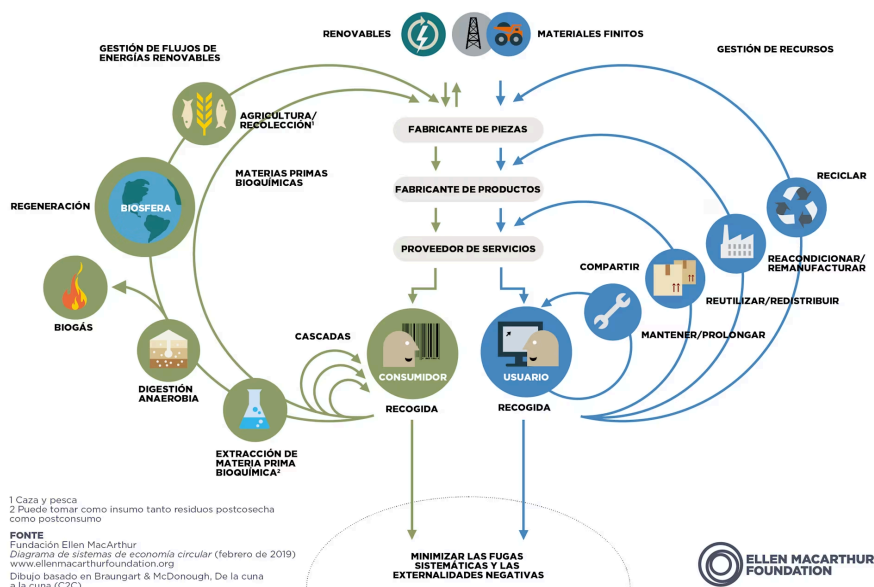 RENOVABLES
MATERIALES FINITOS
GESTIÓN DE FLUJOS DE
ENERGÍAS RENOVABLES
GESTIÓN DE RECURSOS
AGRICULTURA/
RECOLECCIÓN¹
FABRICANTE DE PIEZAS
MATERIAS PRIMAS
BIOQUÍMICAS
RECICLAR
FABRICANTE DE PRODUCTOS
REGENERACIÓN
BIOSFERA
PROVEEDOR DE SERVICIOS
REACONDICIONAR/
REMANUFACTURAR
COMPARTIR
REUTILIZAR/REDISTRIBUIR
BIOGÁS
CASCADAS
MANTENER/PROLONGAR
DIGESTIÓN
ANAEROBIA
CONSUMIDOR
USUARIO
RECOGIDA
RECOGIDA
EXTRACCIÓN DE
MATERIA PRIMA
BIOQUÍMICA²
1 Caza y pesca
2 Puede tomar como insumo tanto residuos postcosecha
como postconsumo
FONTE
Fundación Ellen MacArthur
Diagrama de sistemas de economía circular (febrero de 2019)
www.ellenmacarthurfoundation.org
Dibujo basado en Braungart & McDonough, De la cuna
a la cuna (C2C)
MINIMIZAR LAS FUGAS
SISTEMÁTICAS Y LAS
EXTERNALIDADES NEGATIVAS
ELLEN MACARTHUR
FOUNDATION